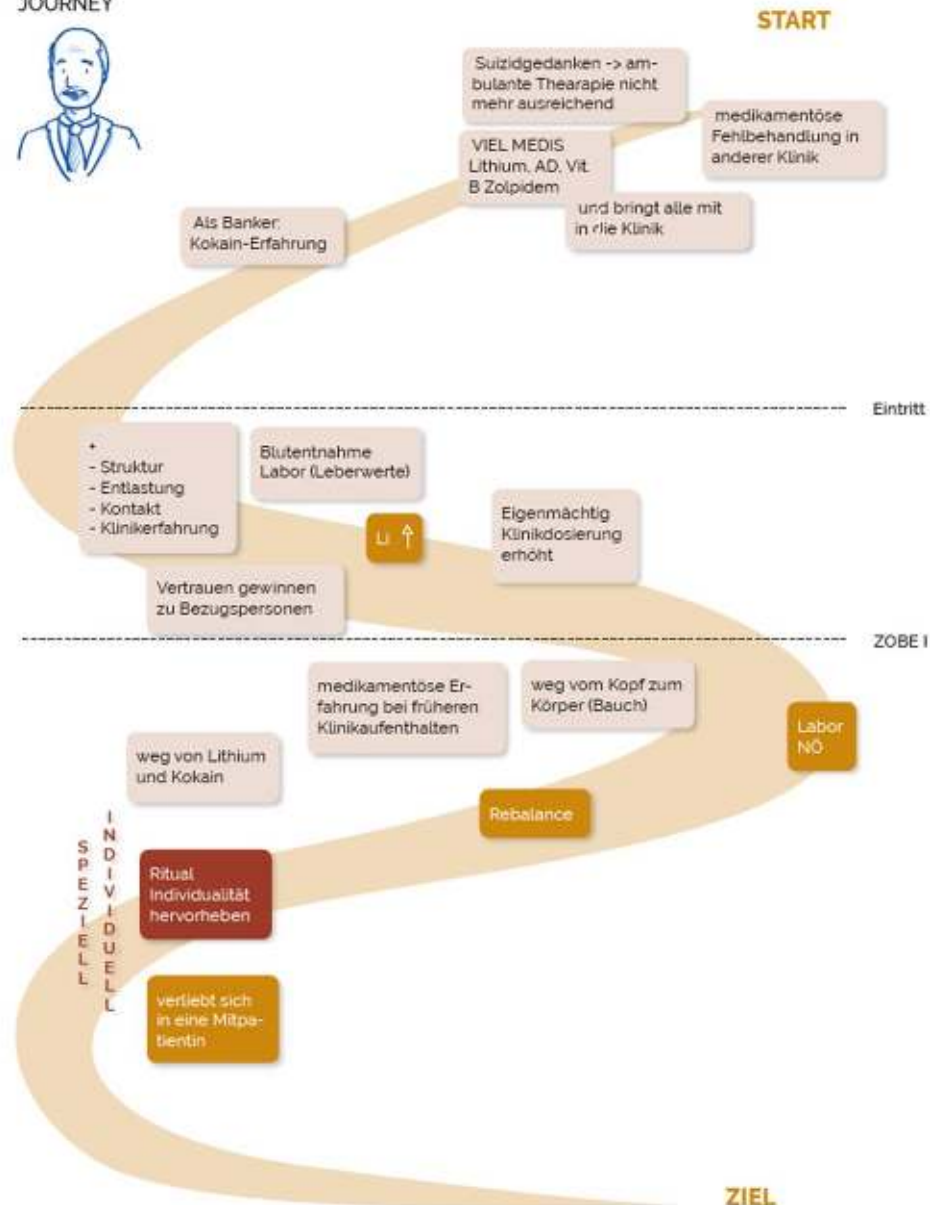 JOURNEY
START
Suizidgedanken -> am-
bulante Thearapie nicht
mehr ausreichend
medikamentöse
Fehlbehandlung in
anderer Klinik
VIEL MEDIS
Lithium, AD, Vit.
B Zolpidem
und bringt alle mit
in die Klinik
Als Banker:
Kokain-Erfahrung
Eintritt
+
- Struktur
- Entlastung
- Kontakt
- Klinikerfahrung
Blutentnahme
Labor (Leberwerte)
Li ↑
Eigenmächtig
Klinikdosierung
erhöht
Vertrauen gewinnen
zu Bezugspersonen
ZOBE I
medikamentöse Er-
fahrung bei früheren
Klinikaufenthalten
weg vom Kopf zum
Körper (Bauch)
Labor
NÖ
weg von Lithium
und Kokain
Rebalance
SPEZIELL
INDIVIDUELL
Ritual
Individualität
hervorheben
verliebt sich
in eine Mitpa-
tientin
ZIEL